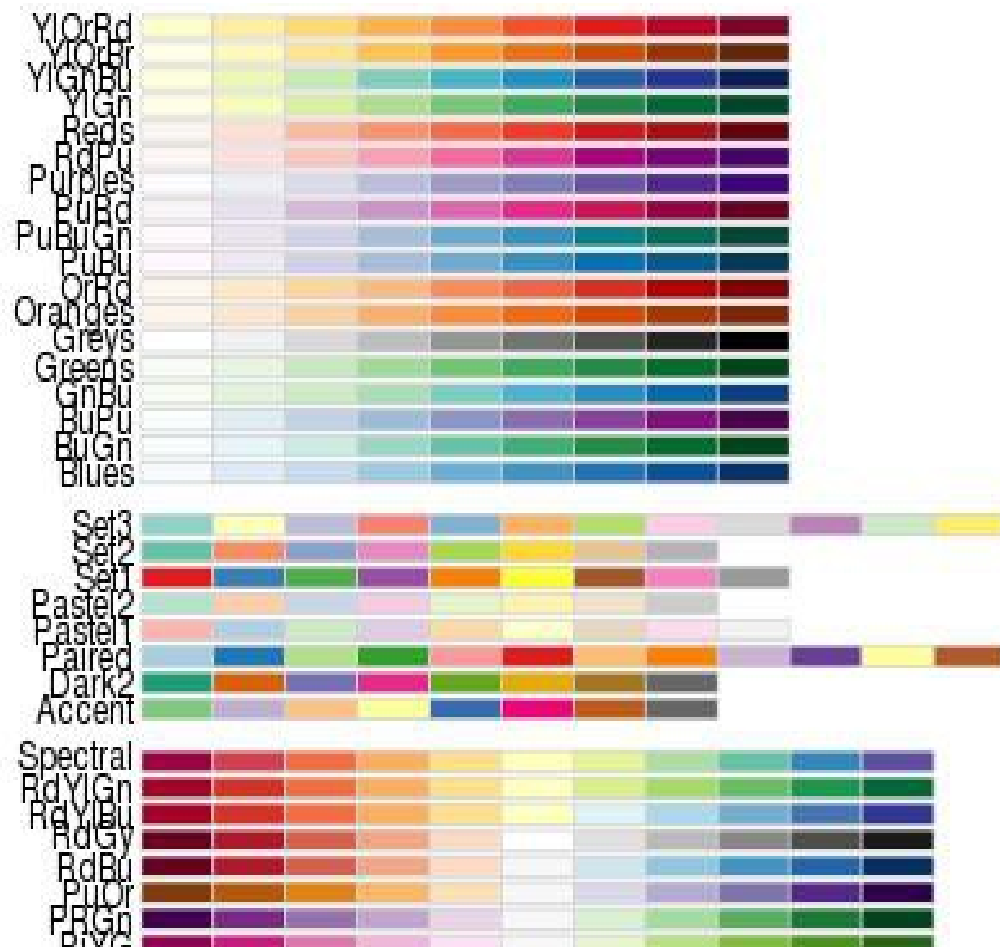 YlOrRd
YlOrBr
YlGnBu
YlGn
Reds
RdPu
Purples
PuRd
PuBuGn
PuBu
OrRd
Oranges
Greys
Greens
GnBu
BuPu
BuGn
Blues
Set3
Set2
Set1
Pastel2
Pastel1
Paired
Dark2
Accent
Spectral
RdYlGn
RdYlBu
RdGy
RdBu
PuOr
PRGn
PiYG